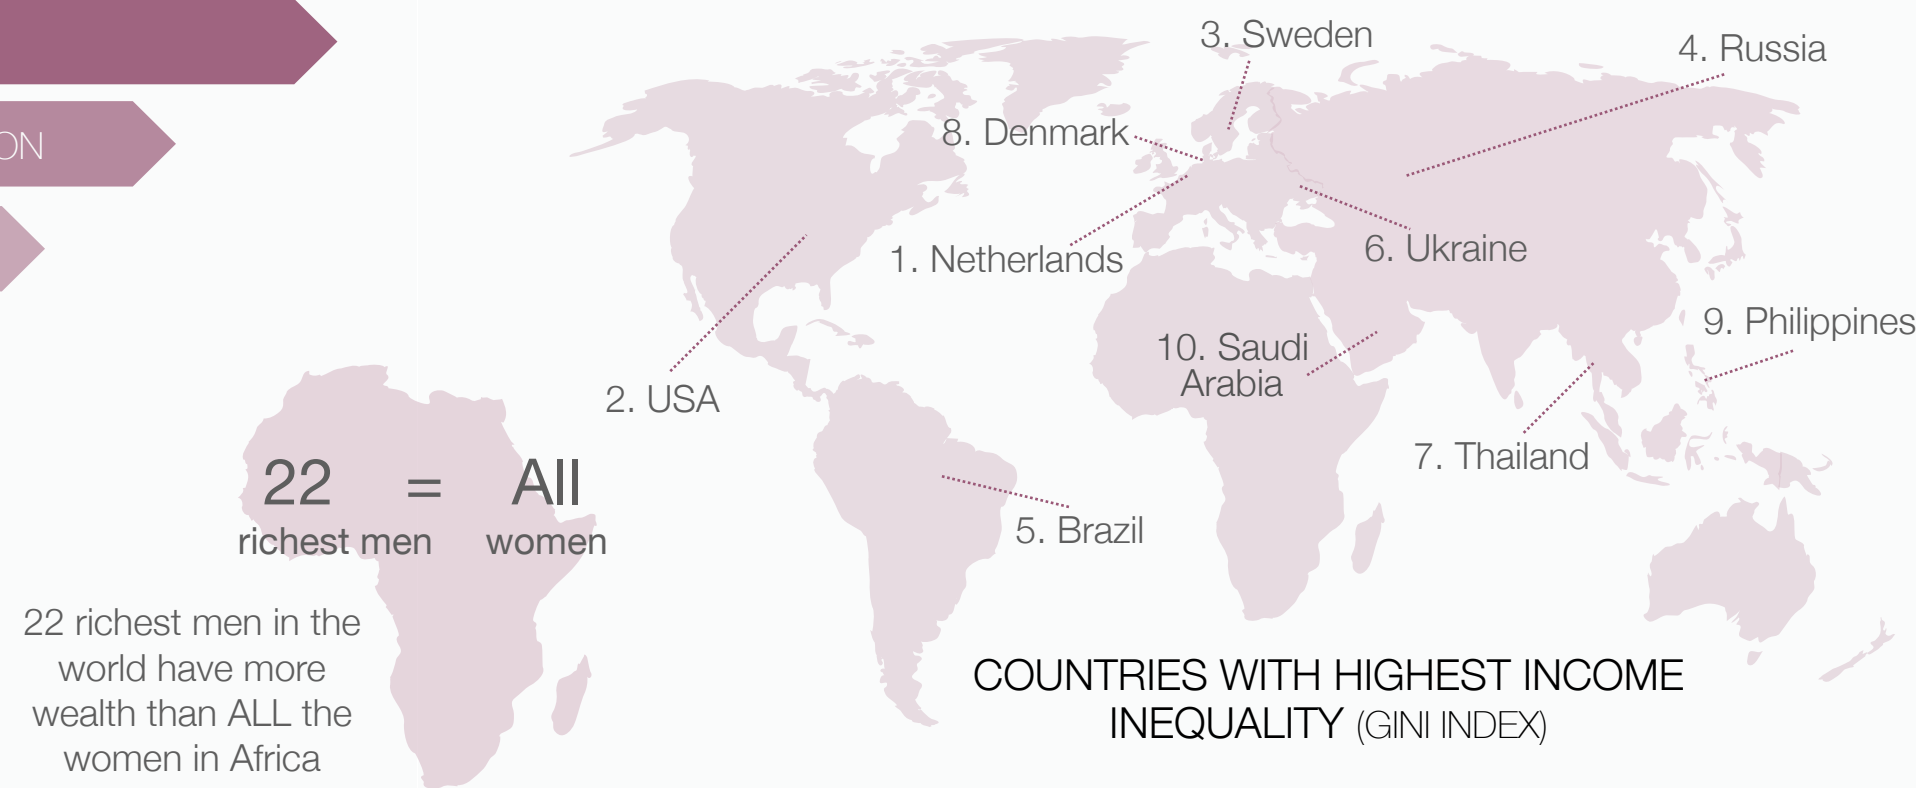 ON
3. Sweden
4. Russia
8. Denmark
1. Netherlands
6. Ukraine
9. Philippines
10. Saudi
Arabia
2. USA
7. Thailand
5. Brazil
22 = All
richest men women
22 richest men in the
world have more
wealth than ALL the
women in Africa
COUNTRIES WITH HIGHEST INCOME
INEQUALITY (GINI INDEX)